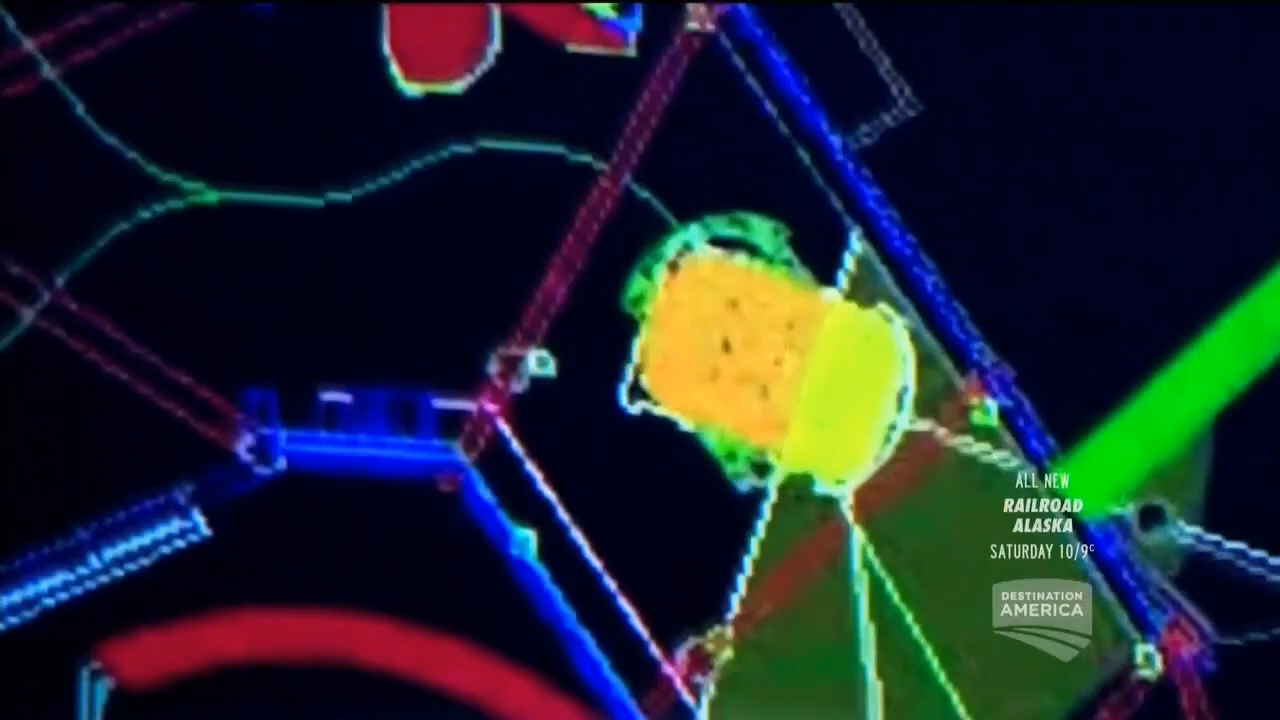 ALL NEW
RAILROAD
ALASKA
SATURDAY 10/9c
DESTINATION
AMERICA